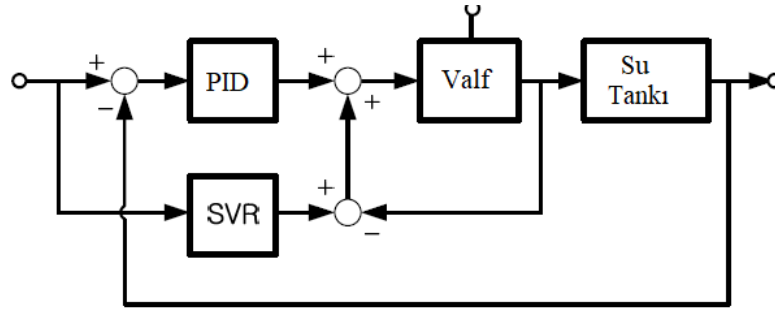 +
−
PID
+
+
Valf
Su
Tankı
SVR
+
−